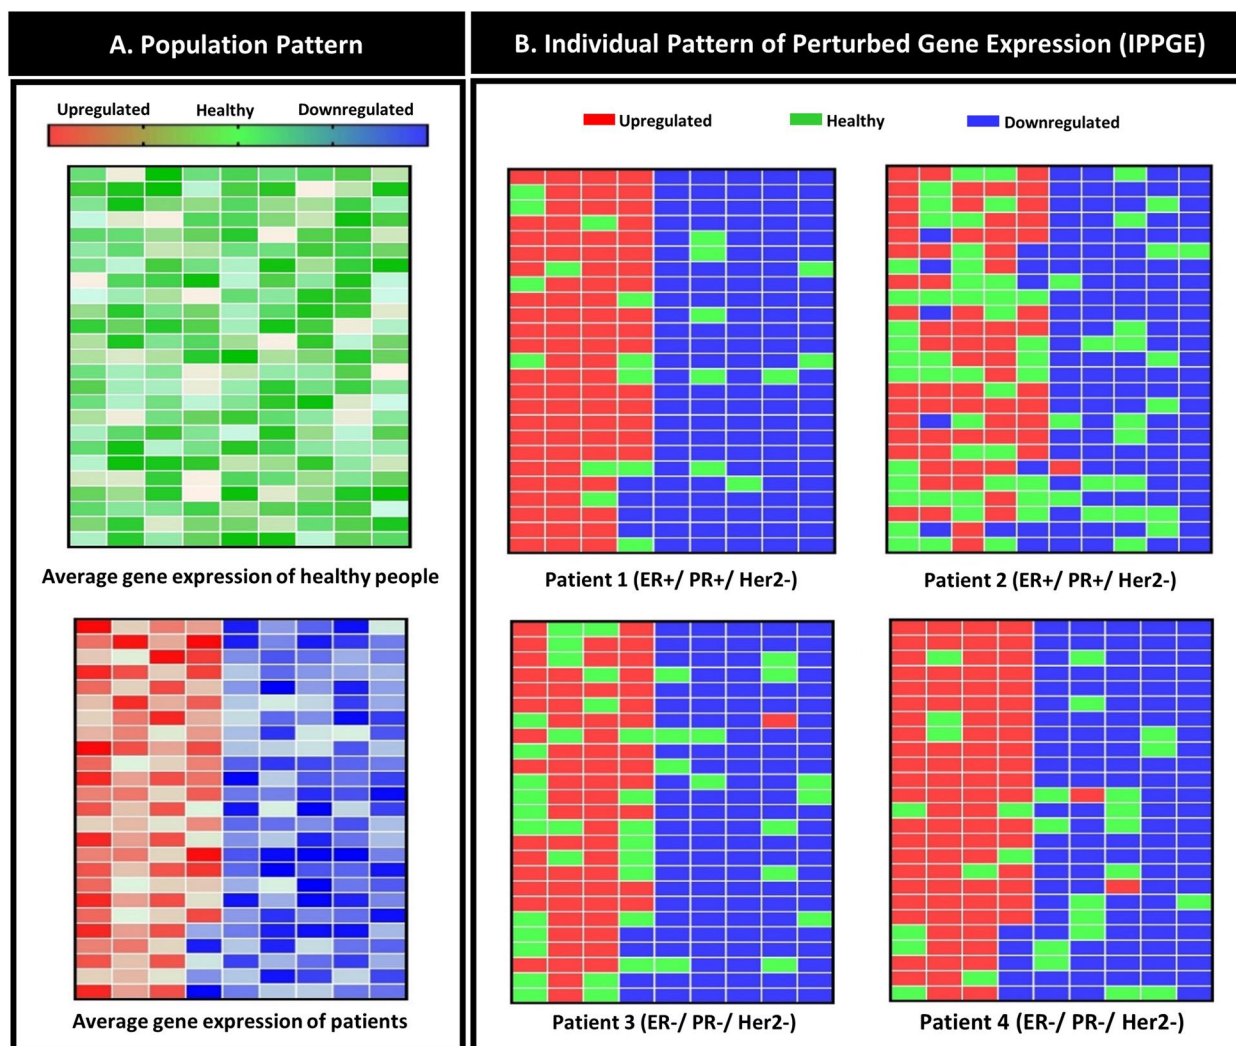 A. Population Pattern
Upregulated Healthy Downregulated
Average gene expression of healthy people
Average gene expression of patients
B. Individual Pattern of Perturbed Gene Expression (IPPGE)
Upregulated Healthy Downregulated
Patient 1 (ER+/ PR+/ Her2-)
Patient 2 (ER+/ PR+/ Her2-)
Patient 3 (ER-/ PR-/ Her2-)
Patient 4 (ER-/ PR-/ Her2-)